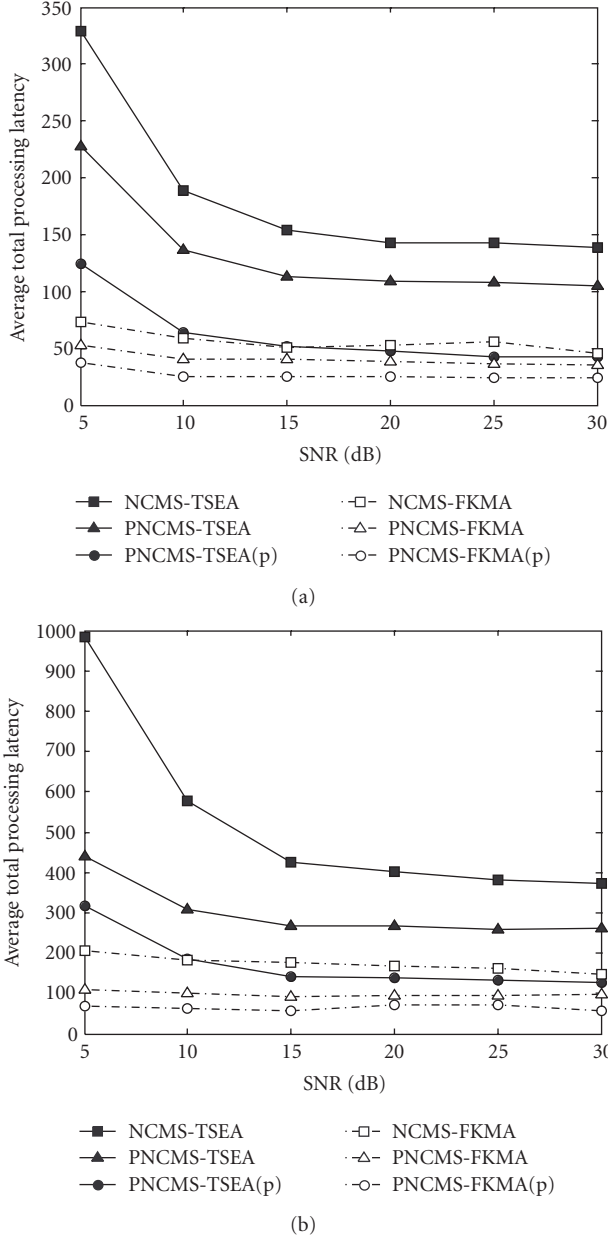 350
300
250
200
150
100
50
0
Average total processing latency
5 10 15 20 25 30
SNR (dB)
NCMS-TSEA NCMS-FKMA
PNCMS-TSEA PNCMS-FKMA
PNCMS-TSEA(p) PNCMS-FKMA(p)
(a)
1000
900
800
700
600
500
400
300
200
100
0
Average total processing latency
5 10 15 20 25 30
SNR (dB)
NCMS-TSEA NCMS-FKMA
PNCMS-TSEA PNCMS-FKMA
PNCMS-TSEA(p) PNCMS-FKMA(p)
(b)